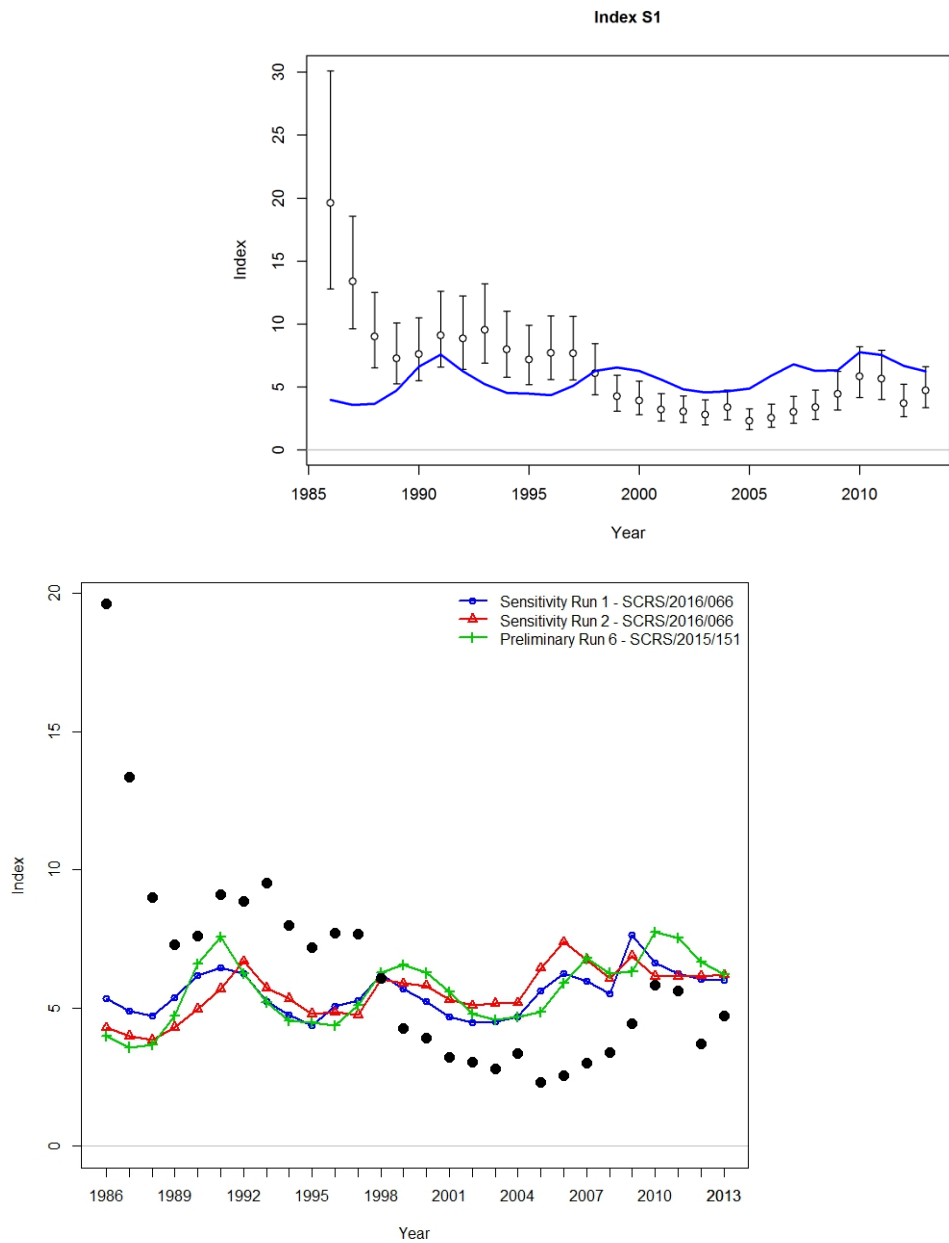 Index S1
30
25
20
15
10
5
0
Index
1985 1990 1995 2000 2005 2010
Year
20
15
10
5
0
Index
Sensitivity Run 1 - SCRS/2016/066
Sensitivity Run 2 - SCRS/2016/066
Preliminary Run 6 - SCRS/2015/151
1986 1989 1992 1995 1998 2001 2004 2007 2010 2013
Year